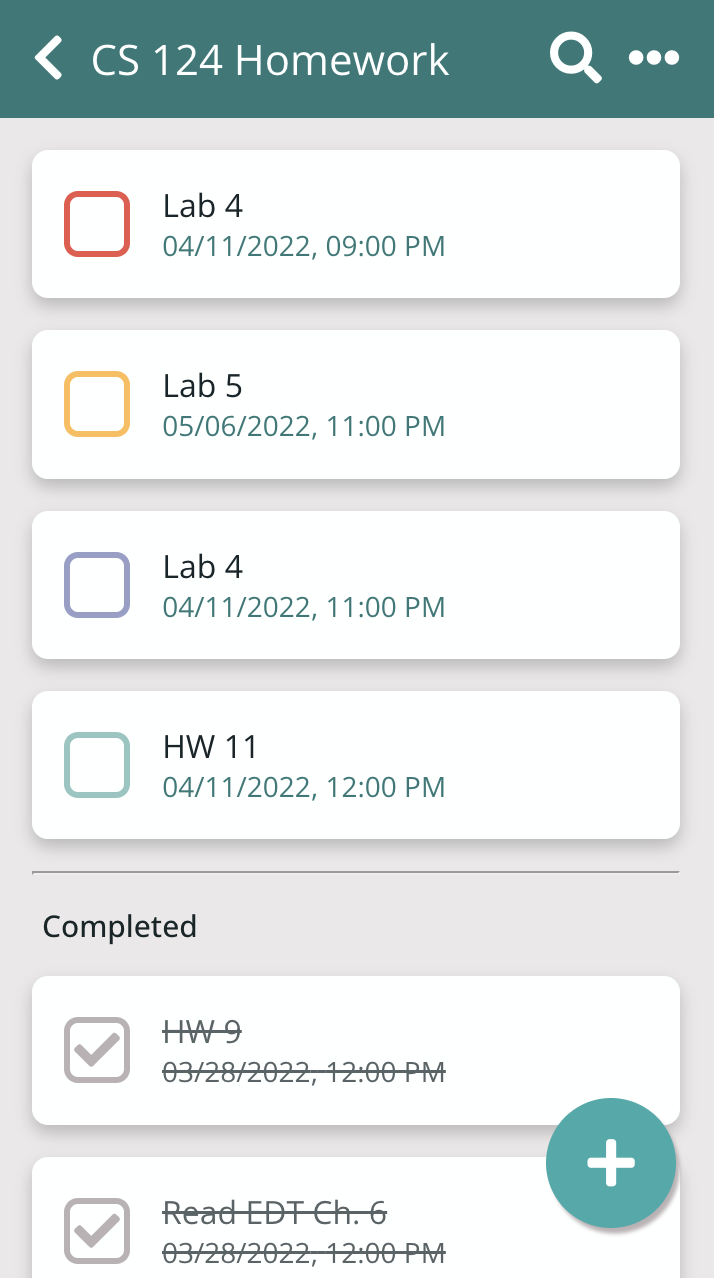 CS 124 Homework
Lab 4
04/11/2022, 09:00 PM
Lab 5
05/06/2022, 11:00 PM
Lab 4
04/11/2022, 11:00 PM
HW 11
04/11/2022, 12:00 PM
Completed
HW 9
03/28/2022, 12:00 PM
Read EDT Ch. 6
03/28/2022, 12:00 PM